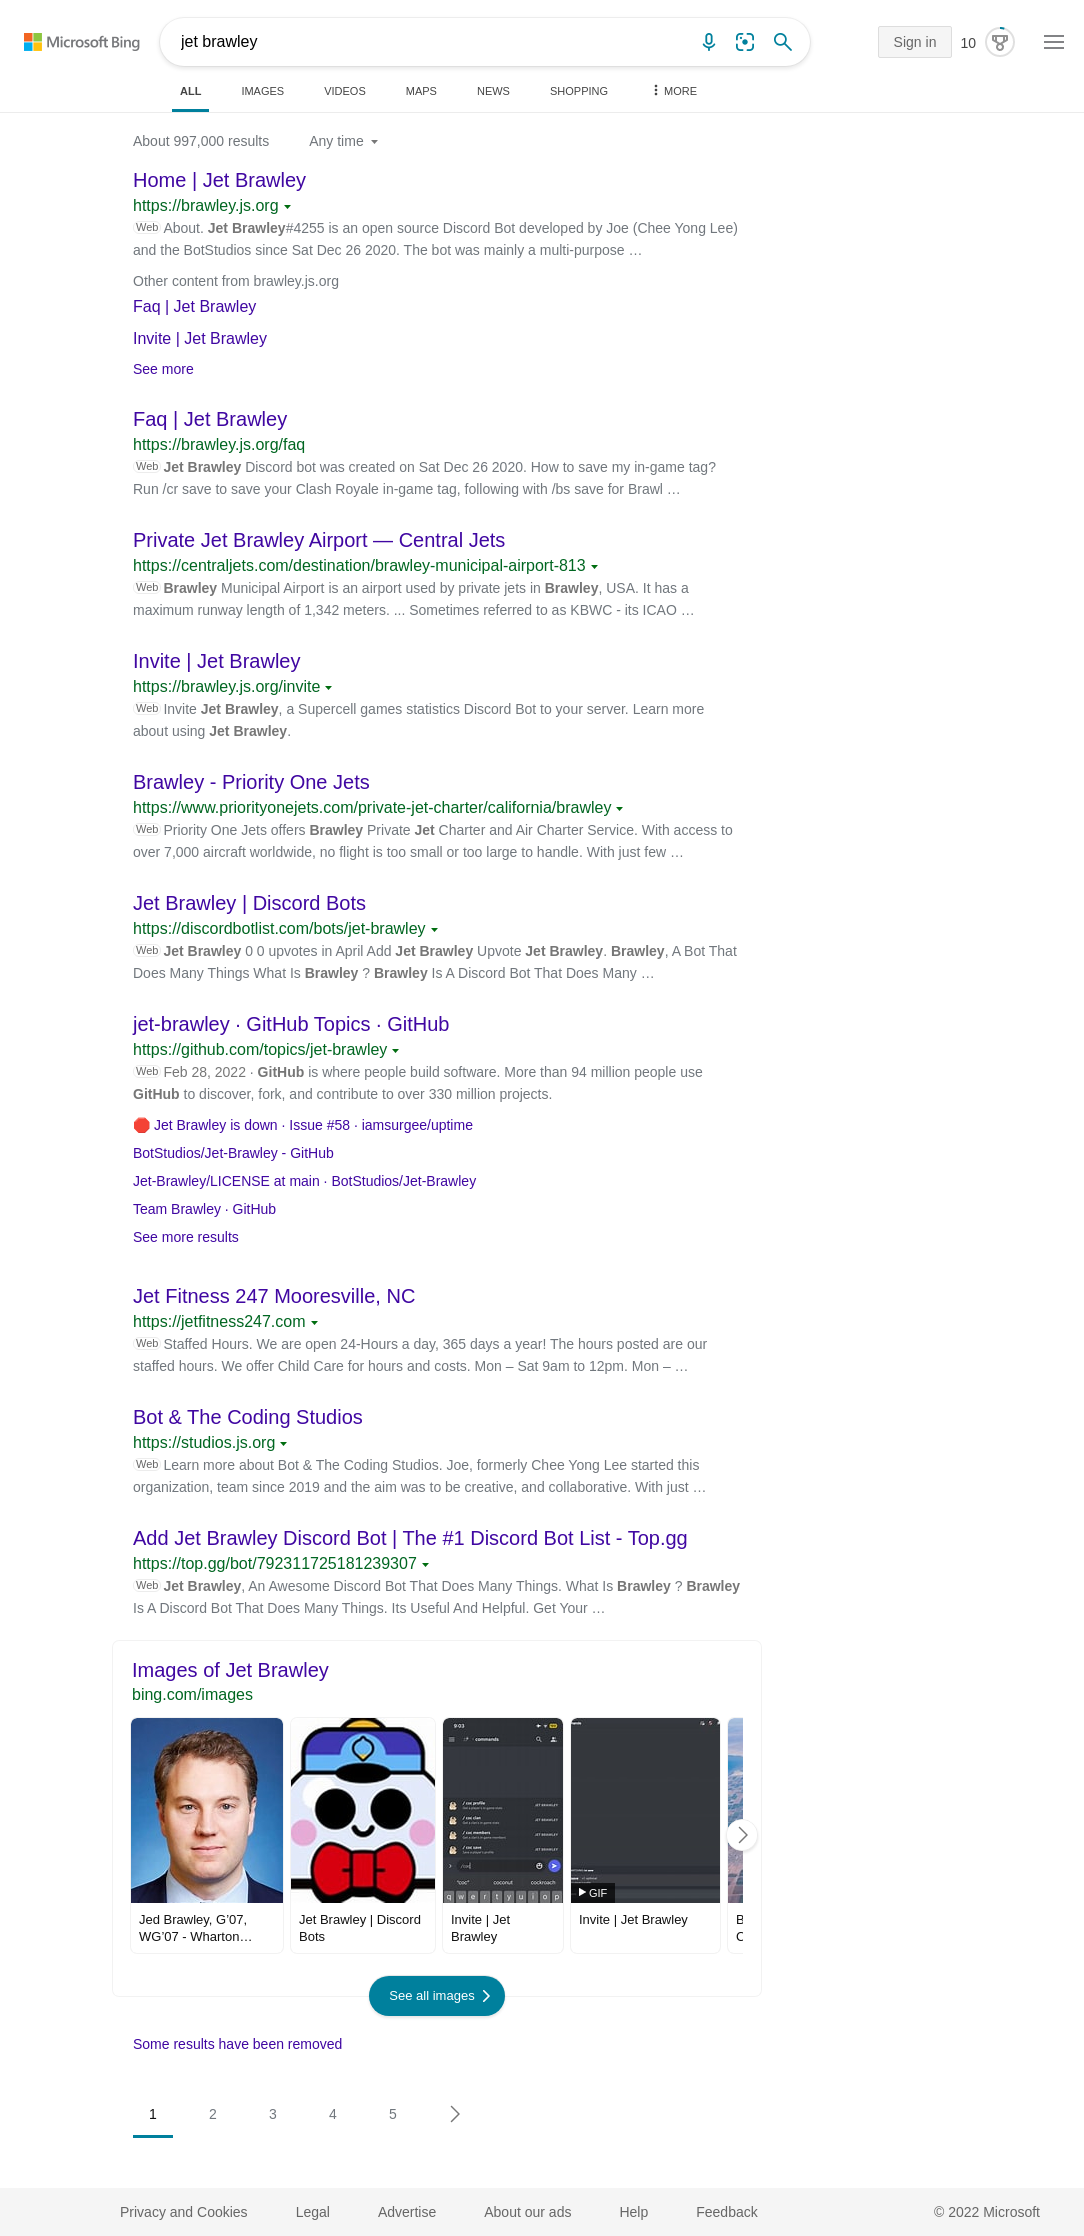 Microsoft Bing
jet brawley
Sign in
10
ALL
IMAGES
VIDEOS
MAPS
NEWS
SHOPPING
MORE
About 997,000 results
Any time
Home | Jet Brawley
https://brawley.js.org
Web About. Jet Brawley#4255 is an open source Discord Bot developed by Joe (Chee Yong Lee)
and the BotStudios since Sat Dec 26 2020. The bot was mainly a multi-purpose …
Other content from brawley.js.org
Faq | Jet Brawley
Invite | Jet Brawley
See more
Faq | Jet Brawley
https://brawley.js.org/faq
Web Jet Brawley Discord bot was created on Sat Dec 26 2020. How to save my in-game tag?
Run /cr save to save your Clash Royale in-game tag, following with /bs save for Brawl …
Private Jet Brawley Airport — Central Jets
https://centraljets.com/destination/brawley-municipal-airport-813
Web Brawley Municipal Airport is an airport used by private jets in Brawley, USA. It has a
maximum runway length of 1,342 meters. ... Sometimes referred to as KBWC - its ICAO …
Invite | Jet Brawley
https://brawley.js.org/invite
Web Invite Jet Brawley, a Supercell games statistics Discord Bot to your server. Learn more
about using Jet Brawley.
Brawley - Priority One Jets
https://www.priorityonejets.com/private-jet-charter/california/brawley
Web Priority One Jets offers Brawley Private Jet Charter and Air Charter Service. With access to
over 7,000 aircraft worldwide, no flight is too small or too large to handle. With just few …
Jet Brawley | Discord Bots
https://discordbotlist.com/bots/jet-brawley
Web Jet Brawley 0 0 upvotes in April Add Jet Brawley Upvote Jet Brawley. Brawley, A Bot That
Does Many Things What Is Brawley ? Brawley Is A Discord Bot That Does Many …
jet-brawley · GitHub Topics · GitHub
https://github.com/topics/jet-brawley
Web Feb 28, 2022 · GitHub is where people build software. More than 94 million people use
GitHub to discover, fork, and contribute to over 330 million projects.
Jet Brawley is down · Issue #58 · iamsurgee/uptime
BotStudios/Jet-Brawley - GitHub
Jet-Brawley/LICENSE at main · BotStudios/Jet-Brawley
Team Brawley · GitHub
See more results
Jet Fitness 247 Mooresville, NC
https://jetfitness247.com
Web Staffed Hours. We are open 24-Hours a day, 365 days a year! The hours posted are our
staffed hours. We offer Child Care for hours and costs. Mon – Sat 9am to 12pm. Mon – …
Bot & The Coding Studios
https://studios.js.org
Web Learn more about Bot & The Coding Studios. Joe, formerly Chee Yong Lee started this
organization, team since 2019 and the aim was to be creative, and collaborative. With just …
Add Jet Brawley Discord Bot | The #1 Discord Bot List - Top.gg
https://top.gg/bot/792311725181239307
Web Jet Brawley, An Awesome Discord Bot That Does Many Things. What Is Brawley ? Brawley
Is A Discord Bot That Does Many Things. Its Useful And Helpful. Get Your …
Images of Jet Brawley
bing.com/images
9:03
commands
/ coc profile
JET BRAWLEY
/ coc clan
JET BRAWLEY
/ coc members
JET BRAWLEY
/ coc save
JET BRAWLEY
/coc
"coc" coconut cockroach
q w e r t y u i o p
GIF
Jed Brawley, G'07,
WG'07 - Wharton…
Jet Brawley | Discord
Bots
Invite | Jet
Brawley
Invite | Jet Brawley
See all images
Some results have been removed
1 2 3 4 5
Privacy and Cookies
Legal
Advertise
About our ads
Help
Feedback
© 2022 Microsoft